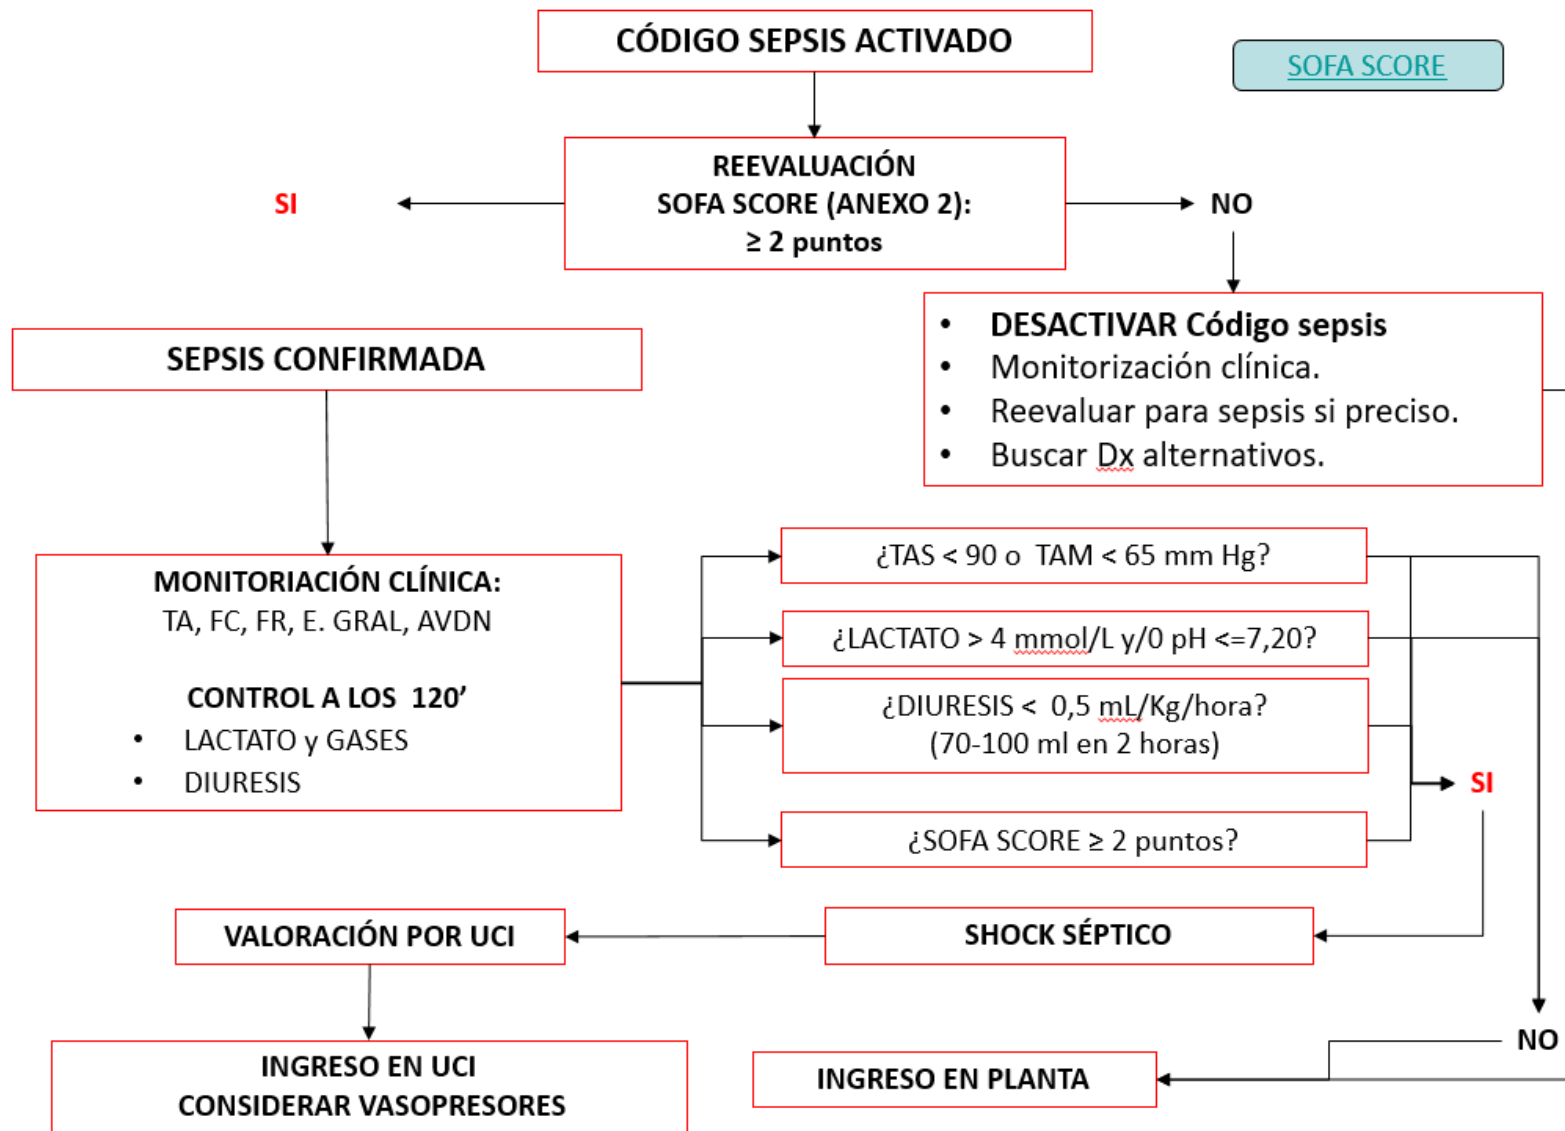 CÓDIGO SEPSIS ACTIVADO
SOFA SCORE
REEVALUACIÓN
SOFA SCORE (ANEXO 2):
≥ 2 puntos
SI
NO
• DESACTIVAR Código sepsis
• Monitorización clínica.
• Reevaluar para sepsis si preciso.
• Buscar Dx alternativos.
SEPSIS CONFIRMADA
MONITORIACIÓN CLÍNICA:
TA, FC, FR, E. GRAL, AVDN
CONTROL A LOS 120’
• LACTATO y GASES
• DIURESIS
¿TAS < 90 o TAM < 65 mm Hg?
¿LACTATO > 4 mmol/L y/0 pH <=7,20?
¿DIURESIS < 0,5 mL/Kg/hora?
(70-100 ml en 2 horas)
¿SOFA SCORE ≥ 2 puntos?
SI
SHOCK SÉPTICO
VALORACIÓN POR UCI
INGRESO EN UCI
CONSIDERAR VASOPRESORES
NO
INGRESO EN PLANTA